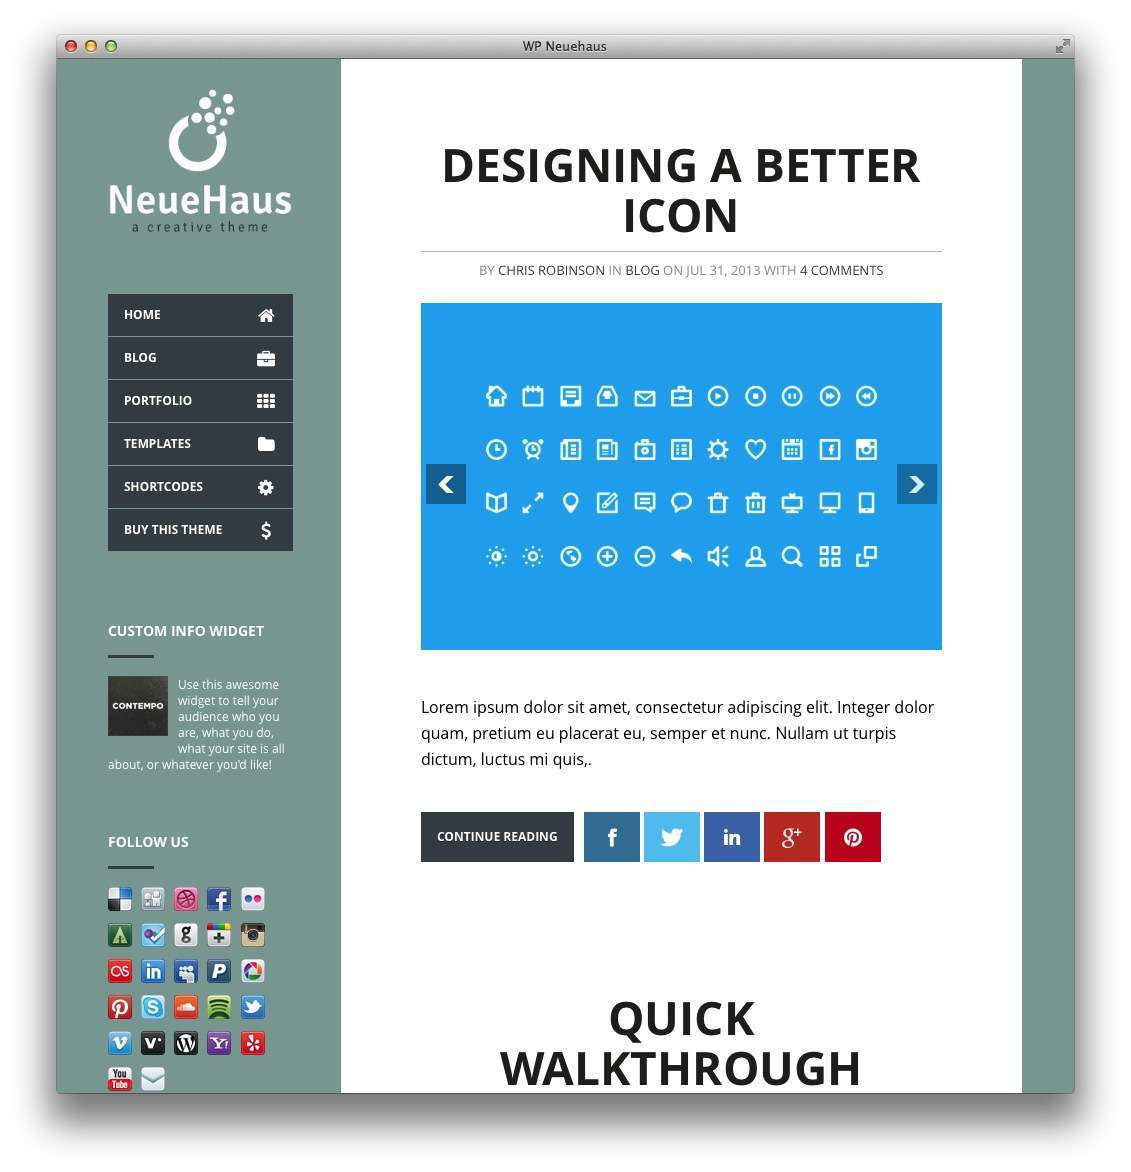 WP Neuehaus
NeueHaus
a creative theme
HOME
BLOG
PORTFOLIO
TEMPLATES
SHORTCODES
BUY THIS THEME
$
CUSTOM INFO WIDGET
CONTEMPO
Use this awesome
widget to tell your
audience who you
are, what you do,
what your site is all
about, or whatever you'd like!
FOLLOW US
DESIGNING A BETTER
ICON
BY CHRIS ROBINSON IN BLOG ON JUL 31, 2013 WITH 4 COMMENTS
Lorem ipsum dolor sit amet, consectetur adipiscing elit. Integer dolor
quam, pretium eu placerat eu, semper et nunc. Nullam ut turpis
dictum, luctus mi quis,.
CONTINUE READING
f
in
g+
QUICK
WALKTHROUGH
You
Tube